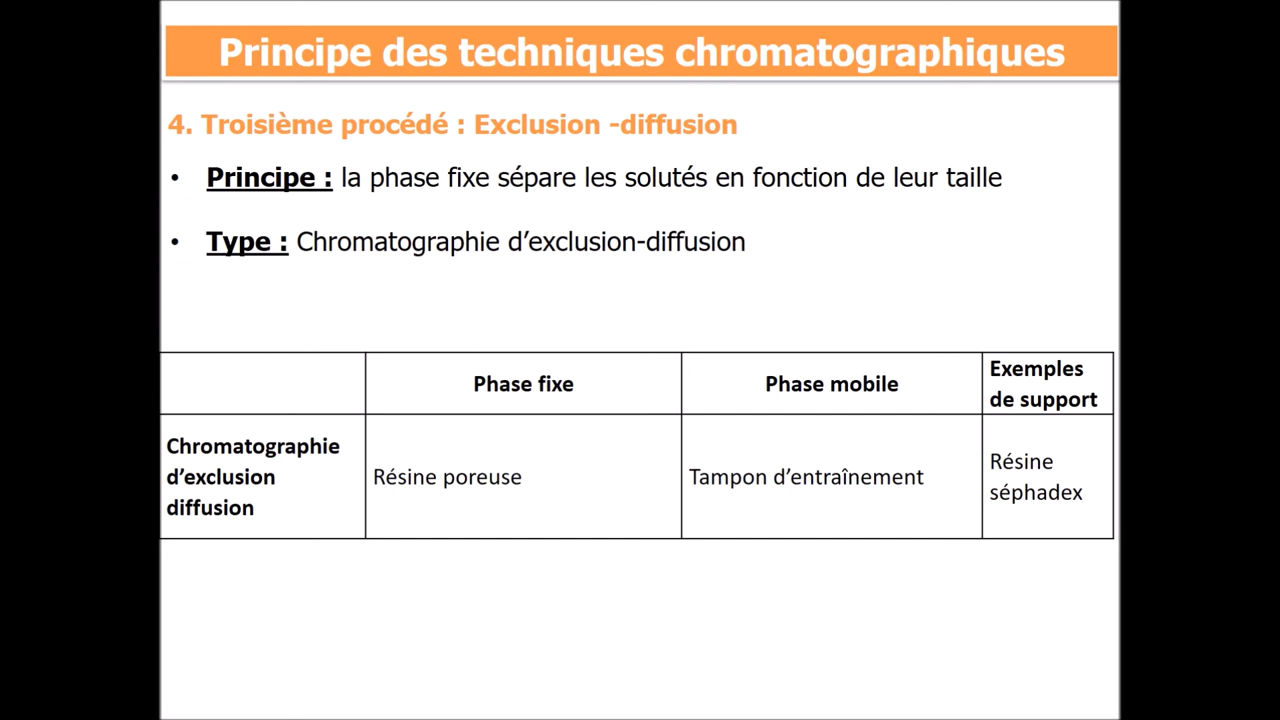 Principe des techniques chromatographiques
4. Troisième procédé : Exclusion -diffusion
• Principe : la phase fixe sépare les solutés en fonction de leur taille
• Type : Chromatographie d’exclusion-diffusion
Phase fixe
Phase mobile
Exemples
de support
Chromatographie
d’exclusion
diffusion
Résine poreuse
Tampon d’entraînement
Résine
séphadex